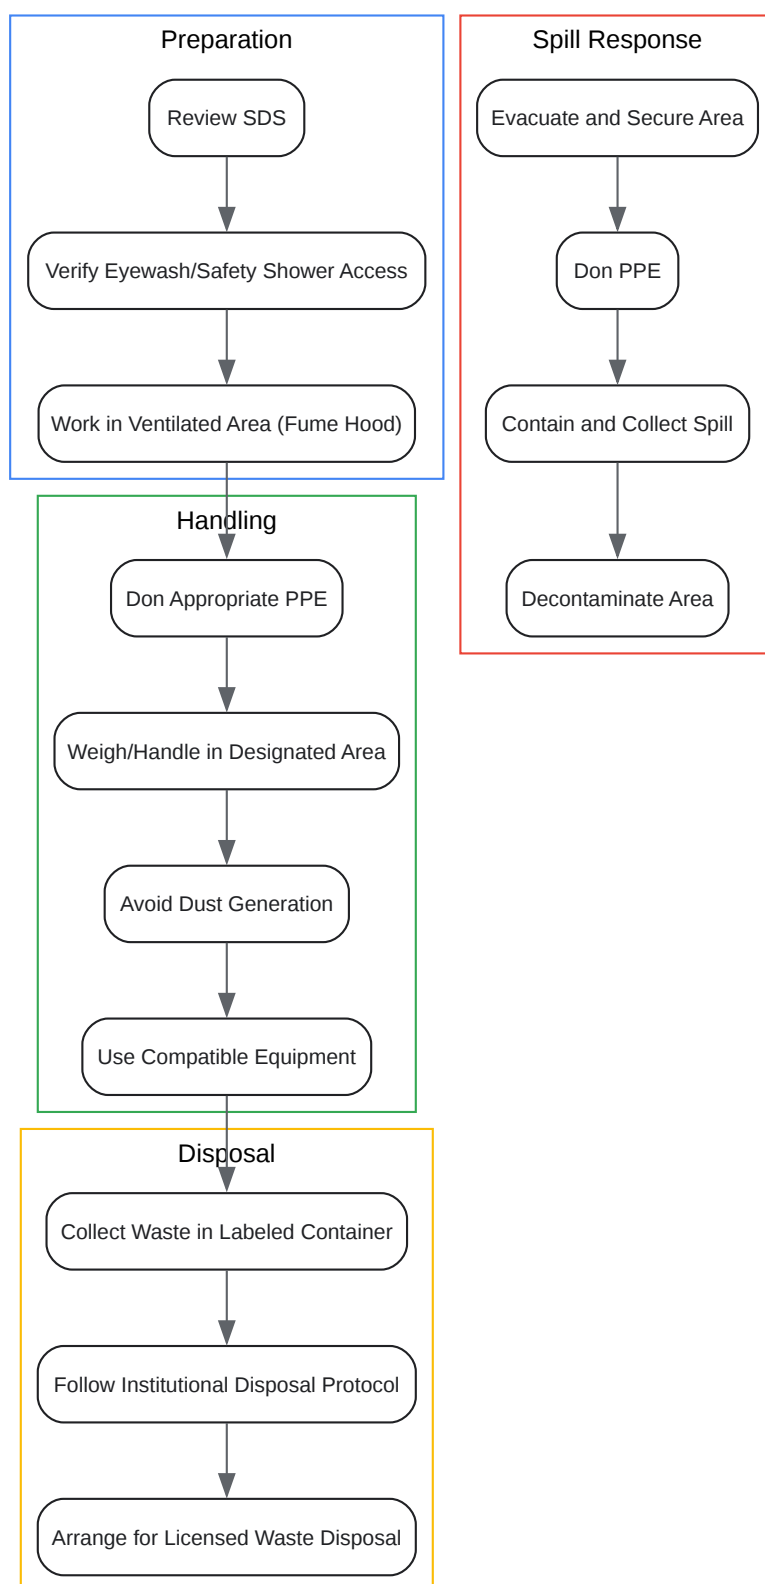 Preparation
Review SDS
Verify Eyewash/Safety Shower Access
Work in Ventilated Area (Fume Hood)
Handling
Don Appropriate PPE
Weigh/Handle in Designated Area
Avoid Dust Generation
Use Compatible Equipment
Disposal
Collect Waste in Labeled Container
Follow Institutional Disposal Protocol
Arrange for Licensed Waste Disposal
Spill Response
Evacuate and Secure Area
Don PPE
Contain and Collect Spill
Decontaminate Area